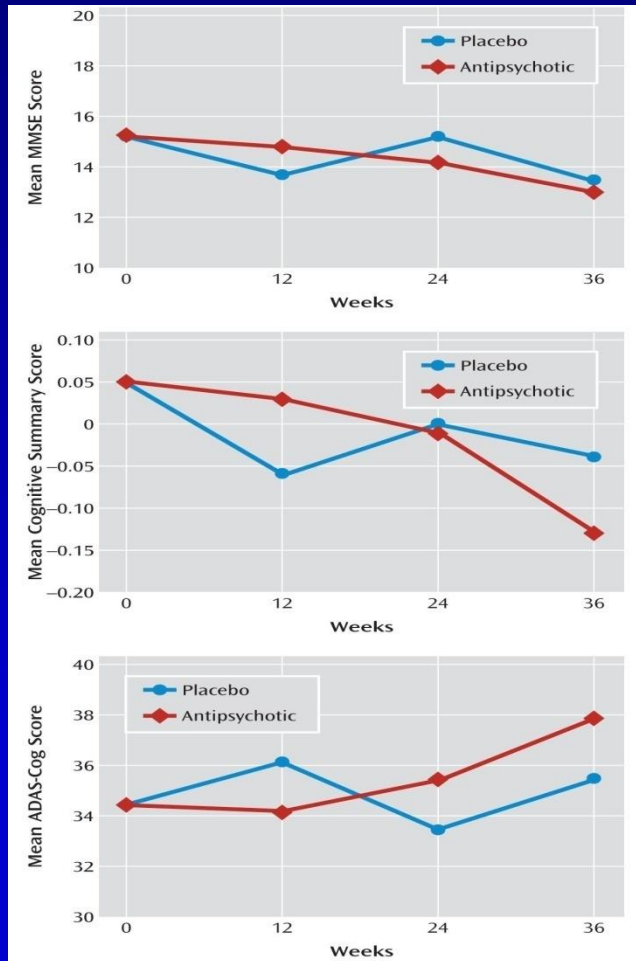 20
18
16
14
12
10
Mean MMSE Score
Placebo
Antipsychotic
0 12 24 36
Weeks
0.10
0.05
0
−0.05
−0.10
−0.15
−0.20
Mean Cognitive Summary Score
Placebo
Antipsychotic
0 12 24 36
Weeks
40
38
36
34
32
30
Mean ADAS-Cog Score
Placebo
Antipsychotic
0 12 24 36
Weeks